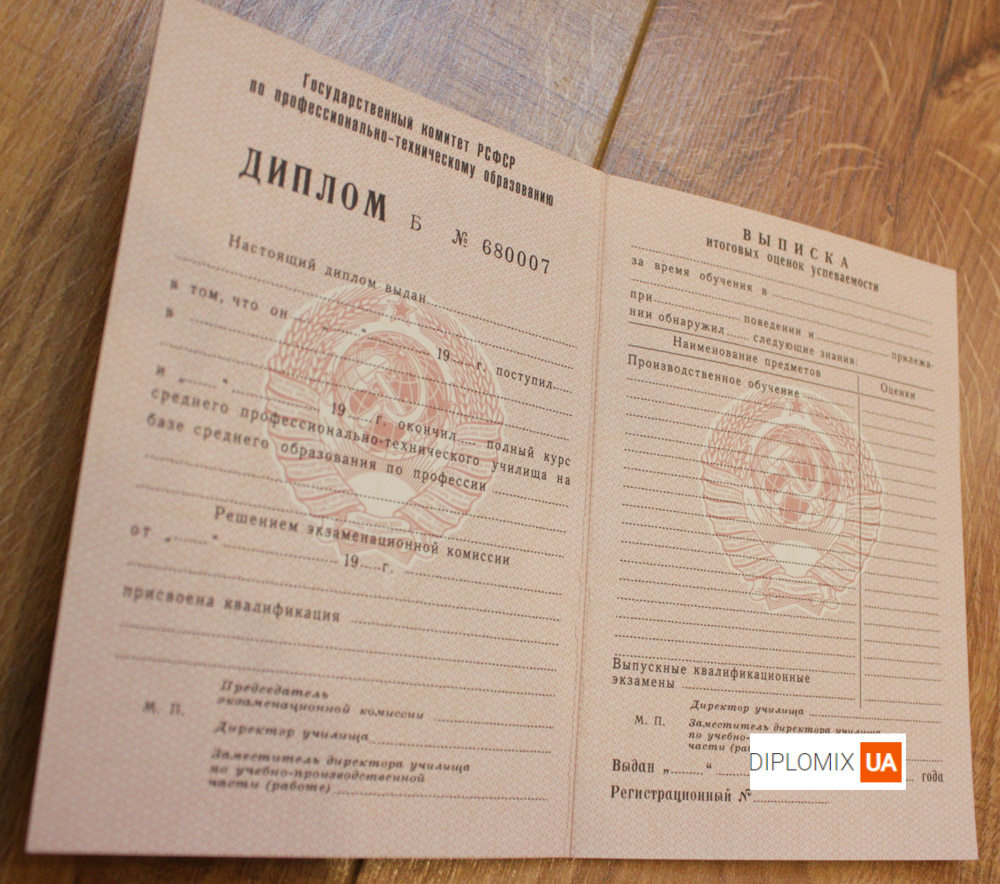 Государственный комитет РСФСР
по профессионально-техническому образованию
ДИПЛОМ Б № 680007
Настоящий диплом выдан
в том, что он
„ “ 19 г. поступил
в
и „ “ 19 г. окончил полный курс
среднего профессионально-технического училища на
базе среднего образования по профессии
Решением экзаменационной комиссии
от „ “ 19 г.
присвоена квалификация
Председатель
экзаменационной комиссии
М. П.
Директор училища
Заместитель директора училища
по учебно-производственной
части (работе)
ВЫПИСКА
итоговых оценок успеваемости
за время обучения в
при поведении и прилежа-
нии обнаружил следующие знания:
Наименование предметов Оценки
Производственное обучение
Выпускные квалификационные
экзамены
Директор училища
М. П.
Заместитель директора училища
по учебно-
части
Выдан „ “ года
Регистрационный №
DIPLOMIX UA